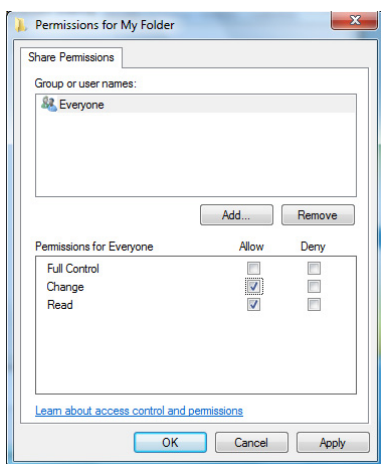 Permissions for My Folder
Share Permissions
Group or user names:
Everyone
Add... Remove
Permissions for Everyone Allow Deny
Full Control
Change
Read
Learn about access control and permissions
OK Cancel Apply